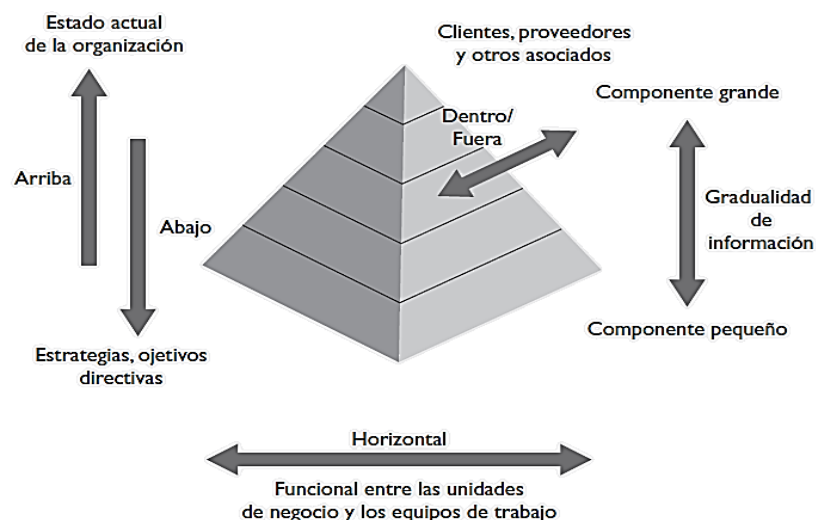 Estado actual
de la organización
Clientes, proveedores
y otros asociados
Componente grande
Dentro/
Fuera
Arriba
Abajo
Gradualidad
de
información
Componente pequeño
Estrategias, ojetivos
directivas
Horizontal
Funcional entre las unidades
de negocio y los equipos de trabajo